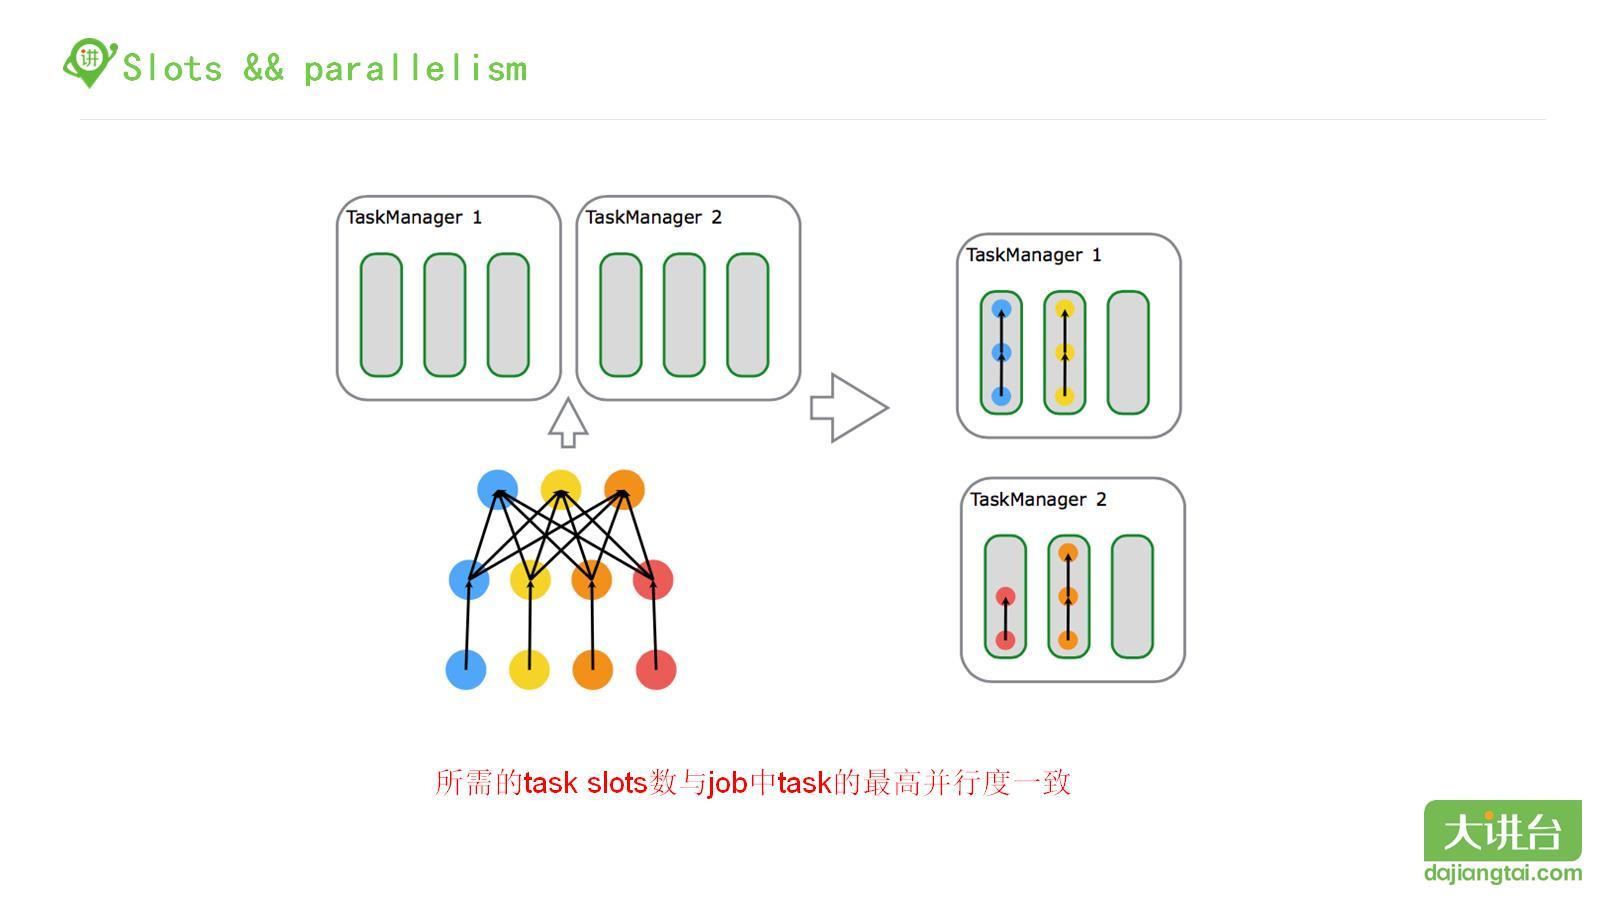 讲
Slots && parallelism
TaskManager 1
TaskManager 2
TaskManager 1
TaskManager 2
所需的task slots数与job中task的最高并行度一致
大讲台
dajiangtai.com